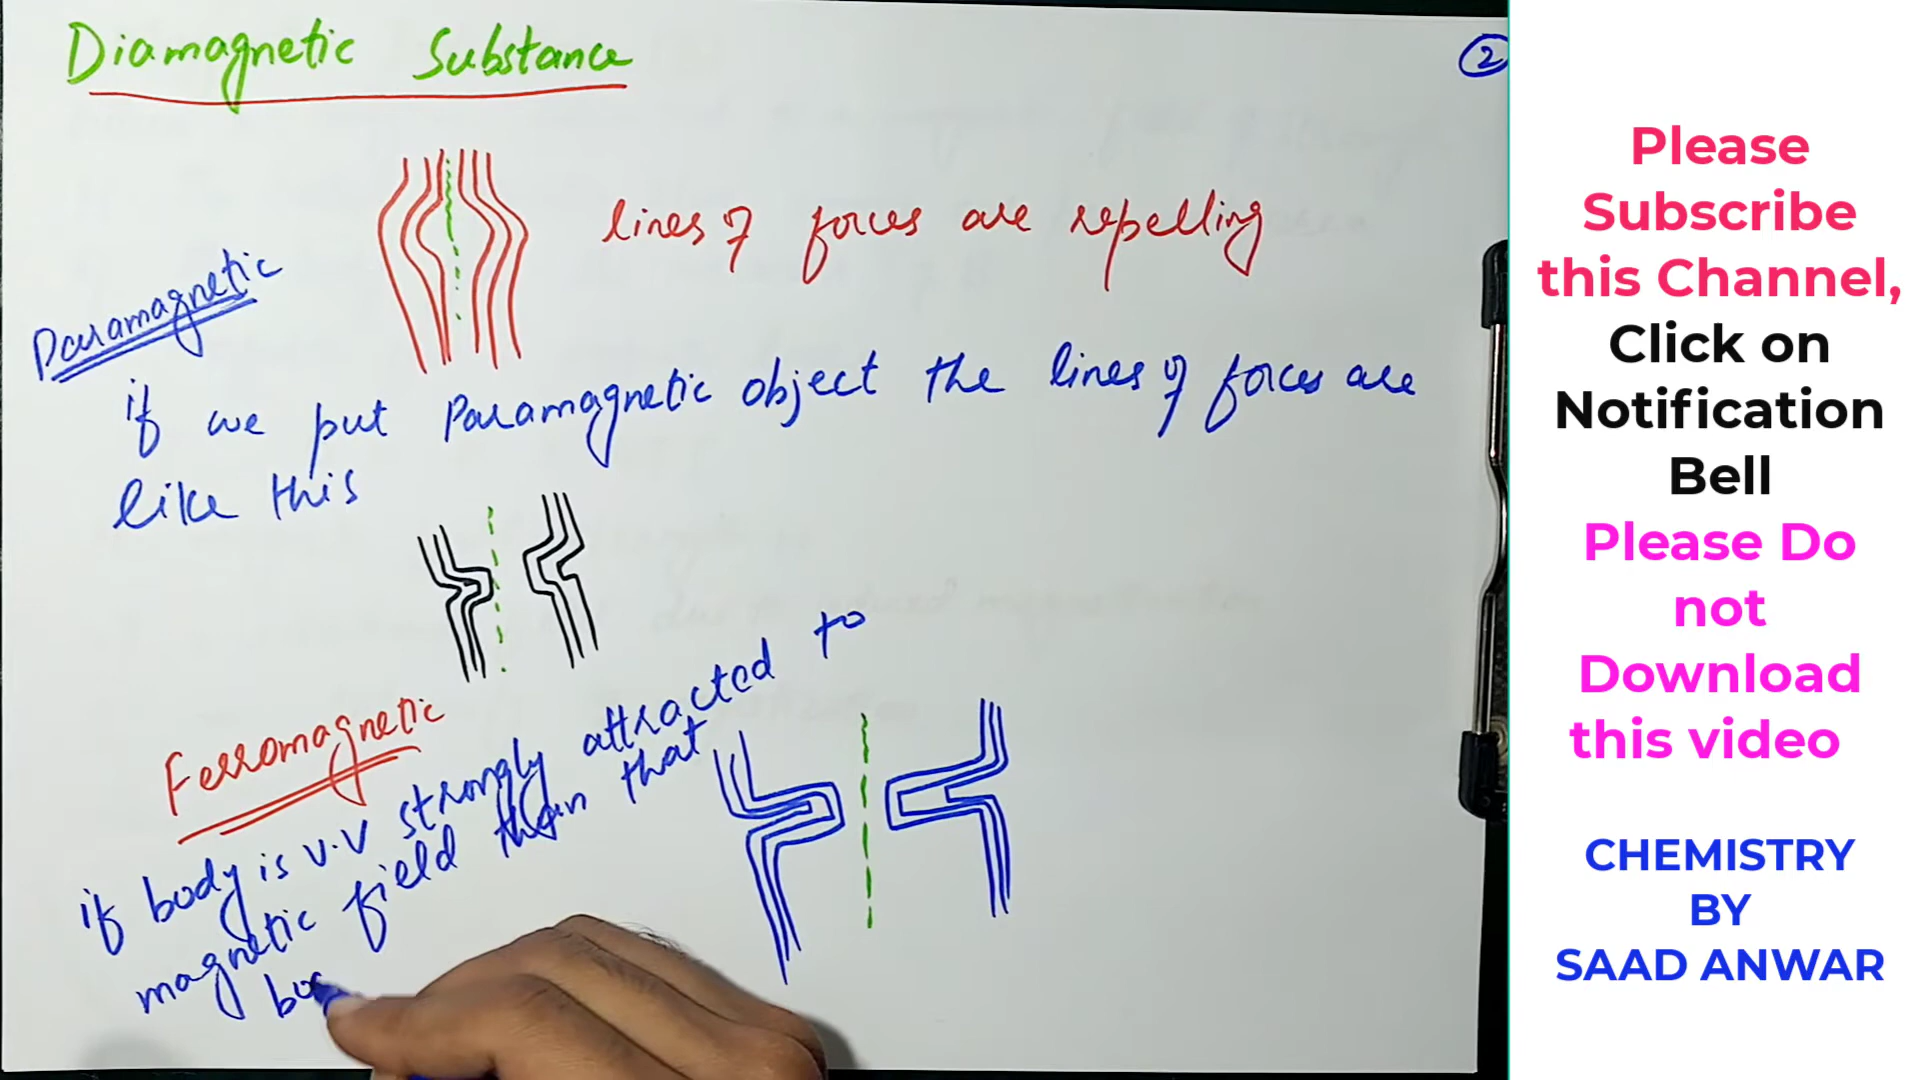 Diamagnetic Substance
2
lines of forces are repelling
Paramagnetic
if we put Paramagnetic object the lines of forces are
like this
Ferromagnetic
if body is v.v strongly attracted to
magnetic field than that
Please
Subscribe
this Channel,
Click on
Notification
Bell
Please Do
not
Download
this video
CHEMISTRY
BY
SAAD ANWAR